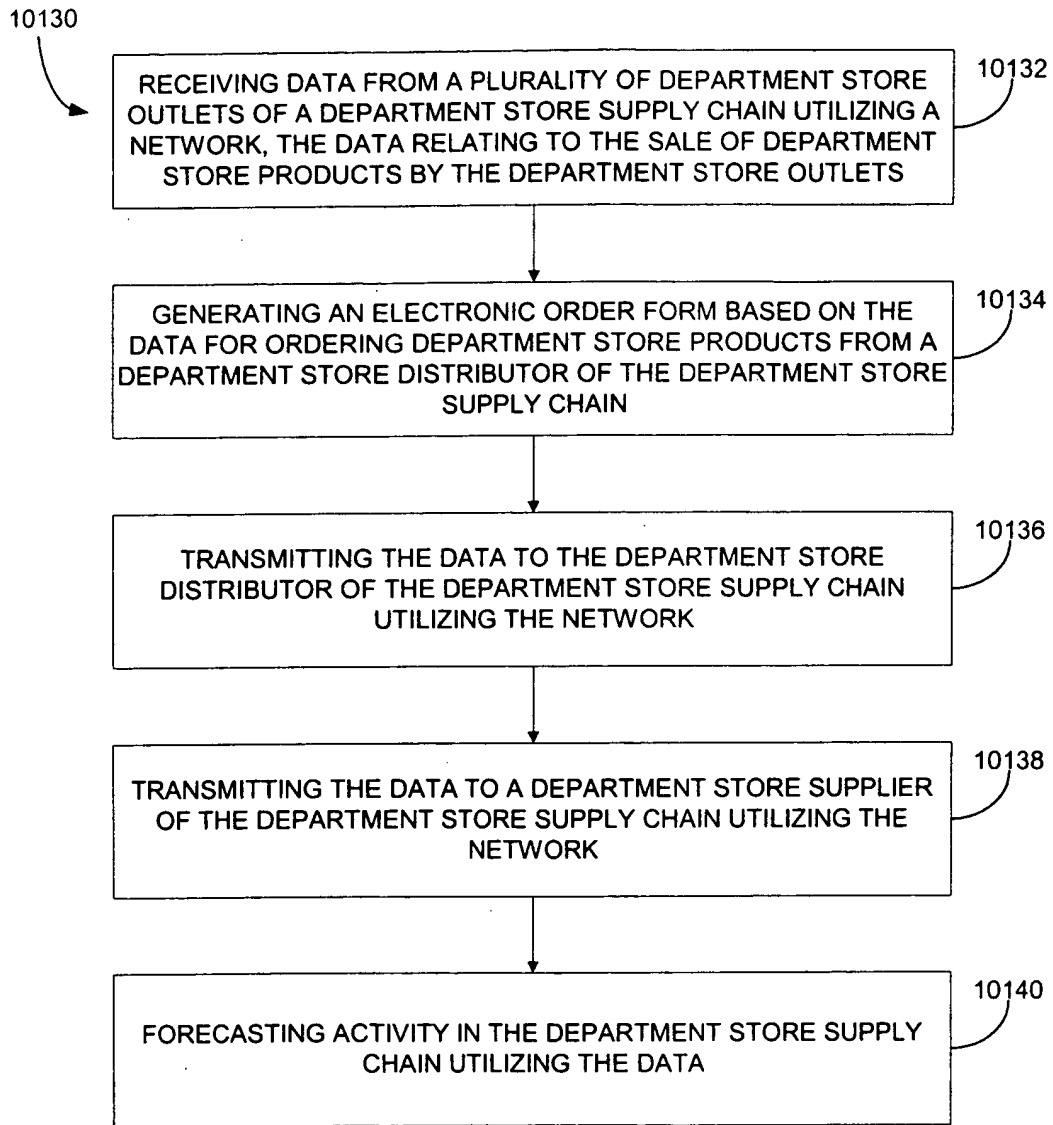 10130
RECEIVING DATA FROM A PLURALITY OF DEPARTMENT STORE
OUTLETS OF A DEPARTMENT STORE SUPPLY CHAIN UTILIZING A
NETWORK, THE DATA RELATING TO THE SALE OF DEPARTMENT
STORE PRODUCTS BY THE DEPARTMENT STORE OUTLETS
10132
GENERATING AN ELECTRONIC ORDER FORM BASED ON THE
DATA FOR ORDERING DEPARTMENT STORE PRODUCTS FROM A
DEPARTMENT STORE DISTRIBUTOR OF THE DEPARTMENT STORE
SUPPLY CHAIN
10134
TRANSMITTING THE DATA TO THE DEPARTMENT STORE
DISTRIBUTOR OF THE DEPARTMENT STORE SUPPLY CHAIN
UTILIZING THE NETWORK
10136
TRANSMITTING THE DATA TO A DEPARTMENT STORE SUPPLIER
OF THE DEPARTMENT STORE SUPPLY CHAIN UTILIZING THE
NETWORK
10138
FORECASTING ACTIVITY IN THE DEPARTMENT STORE SUPPLY
CHAIN UTILIZING THE DATA
10140